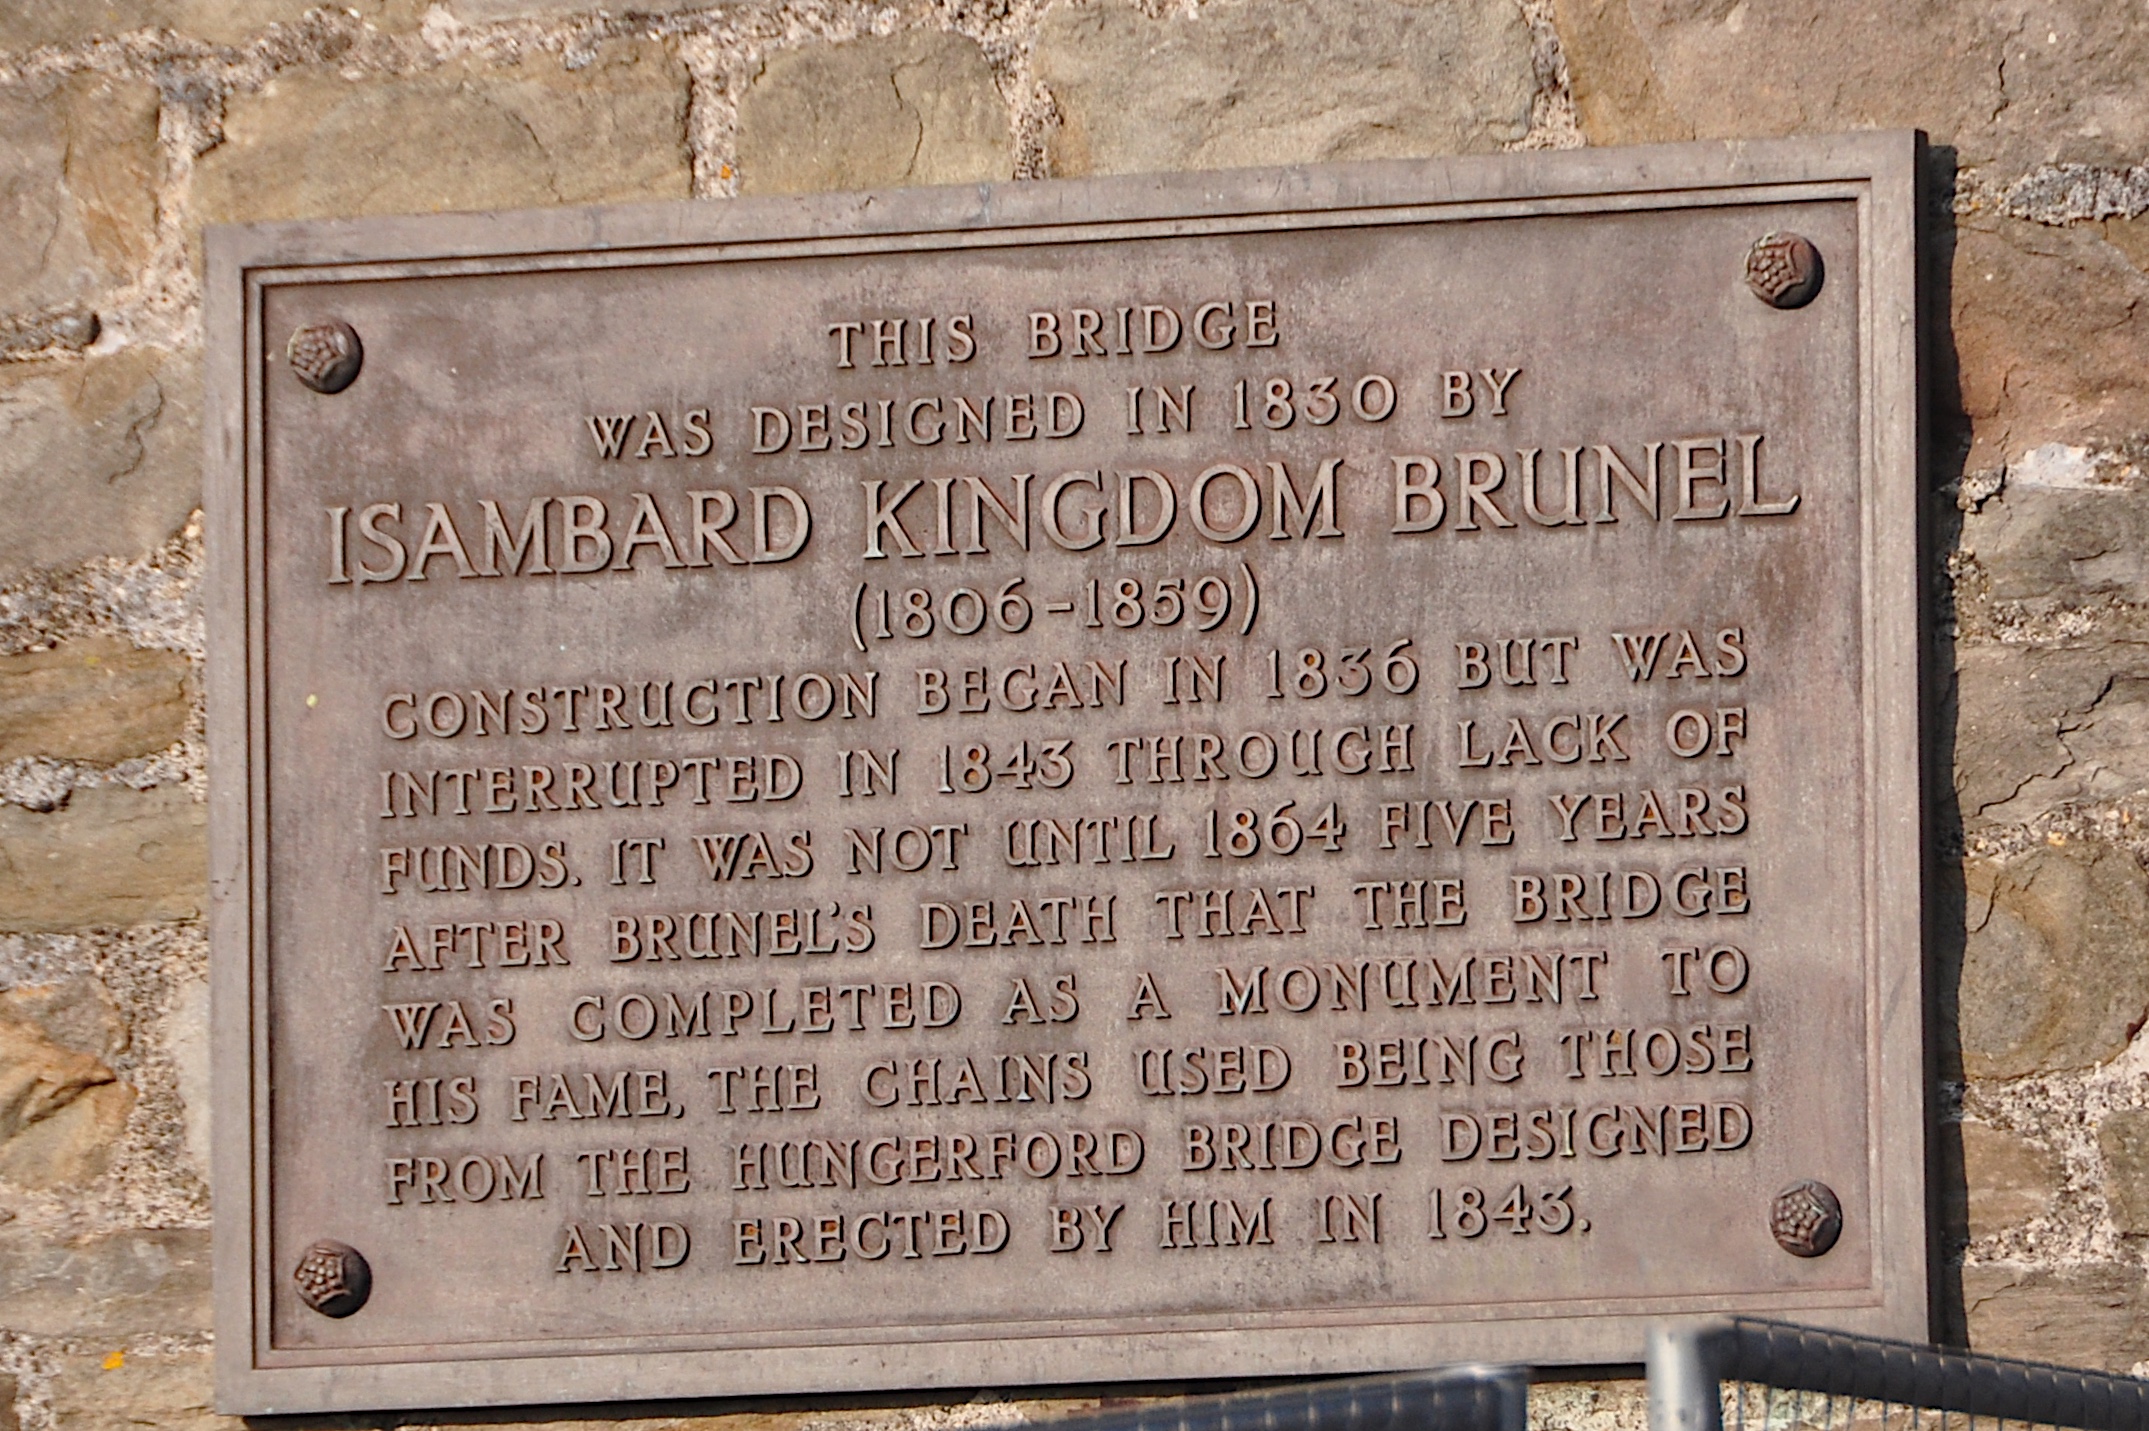 THIS BRIDGE
WAS DESIGNED IN 1830 BY
ISAMBARD KINGDOM BRUNEL
(1806-1859)
CONSTRUCTION BEGAN IN 1836 BUT WAS
INTERRUPTED IN 1843 THROUGH LACK OF
FUNDS. IT WAS NOT UNTIL 1864 FIVE YEARS
AFTER BRUNEL'S DEATH THAT THE BRIDGE
WAS COMPLETED AS A MONUMENT TO
HIS FAME, THE CHAINS USED BEING THOSE
FROM THE HUNGERFORD BRIDGE DESIGNED
AND ERECTED BY HIM IN 1843.